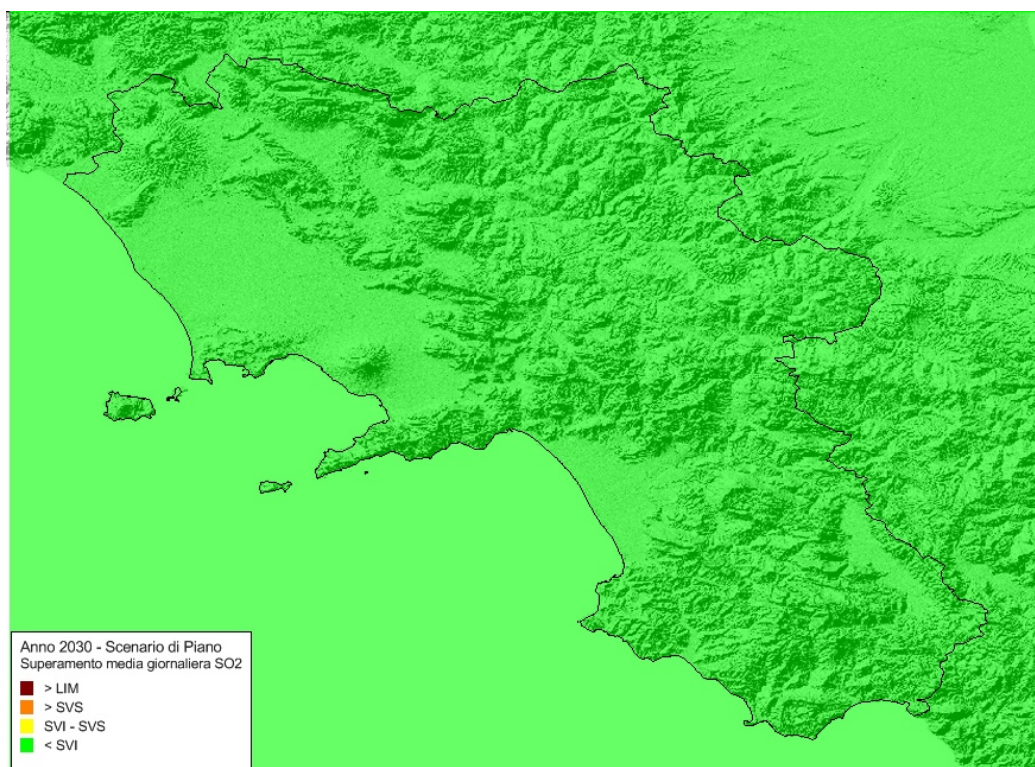 Anno 2030 - Scenario di Piano
Superamento media giornaliera SO2
> LIM
> SVS
SVI - SVS
< SVI